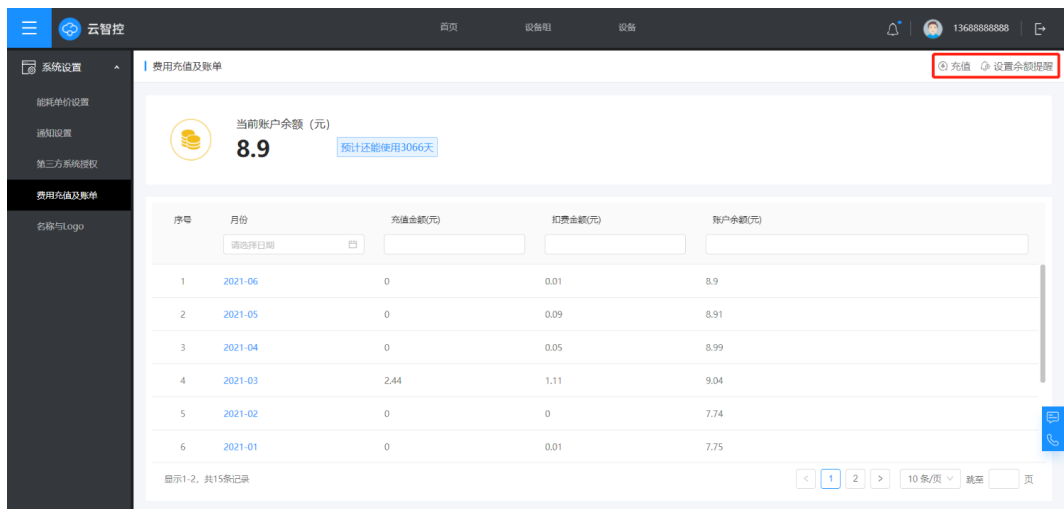 云智控 首页 设备组 设备 13688888888
系统设置 费用充值及账单 充值 设置余额提醒
能耗单价设置
通知设置
第三方系统授权
费用充值及账单
名称与Logo
当前账户余额（元）
8.9 预计还能使用3066天
序号 月份 充值金额(元) 扣费金额(元) 账户余额(元)
请选择日期
1 2021-06 0 0.01 8.9
2 2021-05 0 0.09 8.91
3 2021-04 0 0.05 8.99
4 2021-03 2.44 1.11 9.04
5 2021-02 0 0 7.74
6 2021-01 0 0.01 7.75
显示1-2，共15条记录 < 1 2 > 10 条/页 跳至 页